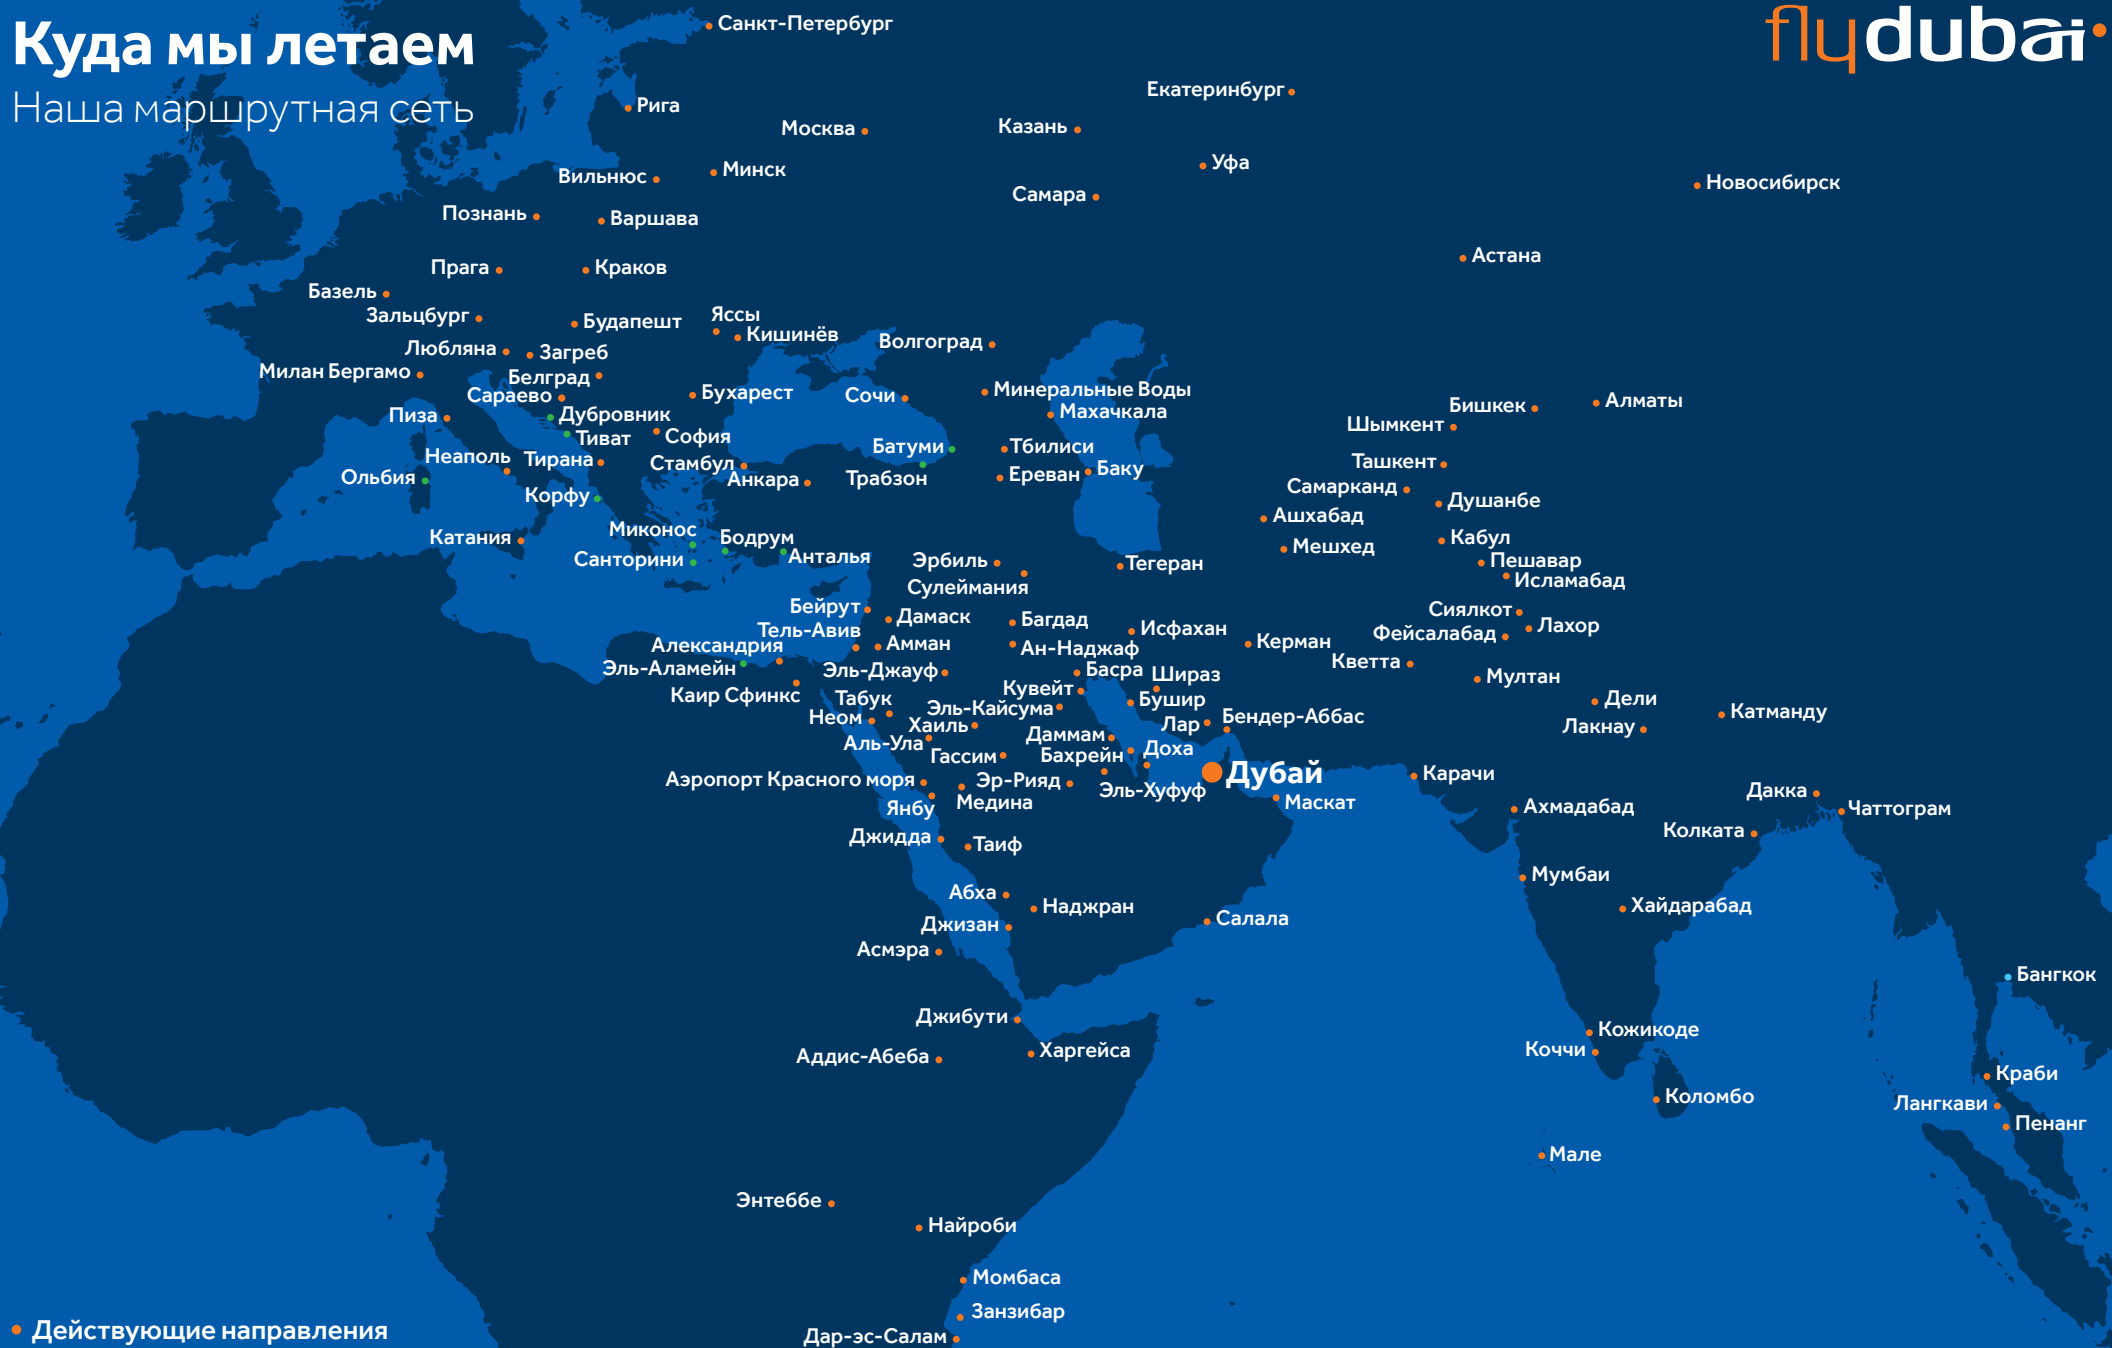 Куда мы летаем
Наша маршрутная сеть
flydubai
Санкт-Петербург
Екатеринбург
Рига
Москва
Казань
Уфа
Минск
Вильнюс
Новосибирск
Самара
Познань
Варшава
Астана
Прага
Краков
Базель
Зальцбург
Будапешт
Яссы
Кишинёв
Волгоград
Любляна
Загреб
Милан Бергамо
Белград
Сараево
Бухарест
Сочи
Минеральные Воды
Махачкала
Бишкек
Алматы
Пиза
Дубровник
Тиват
София
Шымкент
Батуми
Тбилиси
Неаполь
Тирана
Стамбул
Ташкент
Ольбия
Анкара
Трабзон
Ереван
Баку
Самарканд
Душанбе
Корфу
Ашхабад
Миконос
Бодрум
Катания
Кабул
Мешхед
Санторини
Анталья
Эрбиль
Тегеран
Пешавар
Исламабад
Сулеймания
Бейрут
Дамаск
Багдад
Исфахан
Сиялкот
Лахор
Тель-Авив
Александрия
Амман
Ан-Наджаф
Керман
Фейсалабад
Эль-Аламейн
Эль-Джауф
Басра
Шираз
Кветта
Мултан
Каир Сфинкс
Табук
Кувейт
Бушир
Дели
Неом
Эль-Кайсума
Хаиль
Лар
Бендер-Аббас
Лакнау
Катманду
Аль-Ула
Даммам
Гассим
Бахрейн
Доха
Дубай
Аэропорт Красного моря
Эр-Рияд
Эль-Хуфуф
Карачи
Янбу
Медина
Маскат
Ахмадабад
Дакка
Чаттограм
Джидда
Таиф
Колката
Мумбаи
Абха
Наджран
Хайдарабад
Джизан
Салала
Асмэра
Бангкок
Джибути
Кожикоде
Аддис-Абеба
Харгейса
Коччи
Краби
Коломбо
Лангкави
Пенанг
Мале
Энтеббе
Найроби
Момбаса
Занзибар
Дар-эс-Салам
Действующие направления